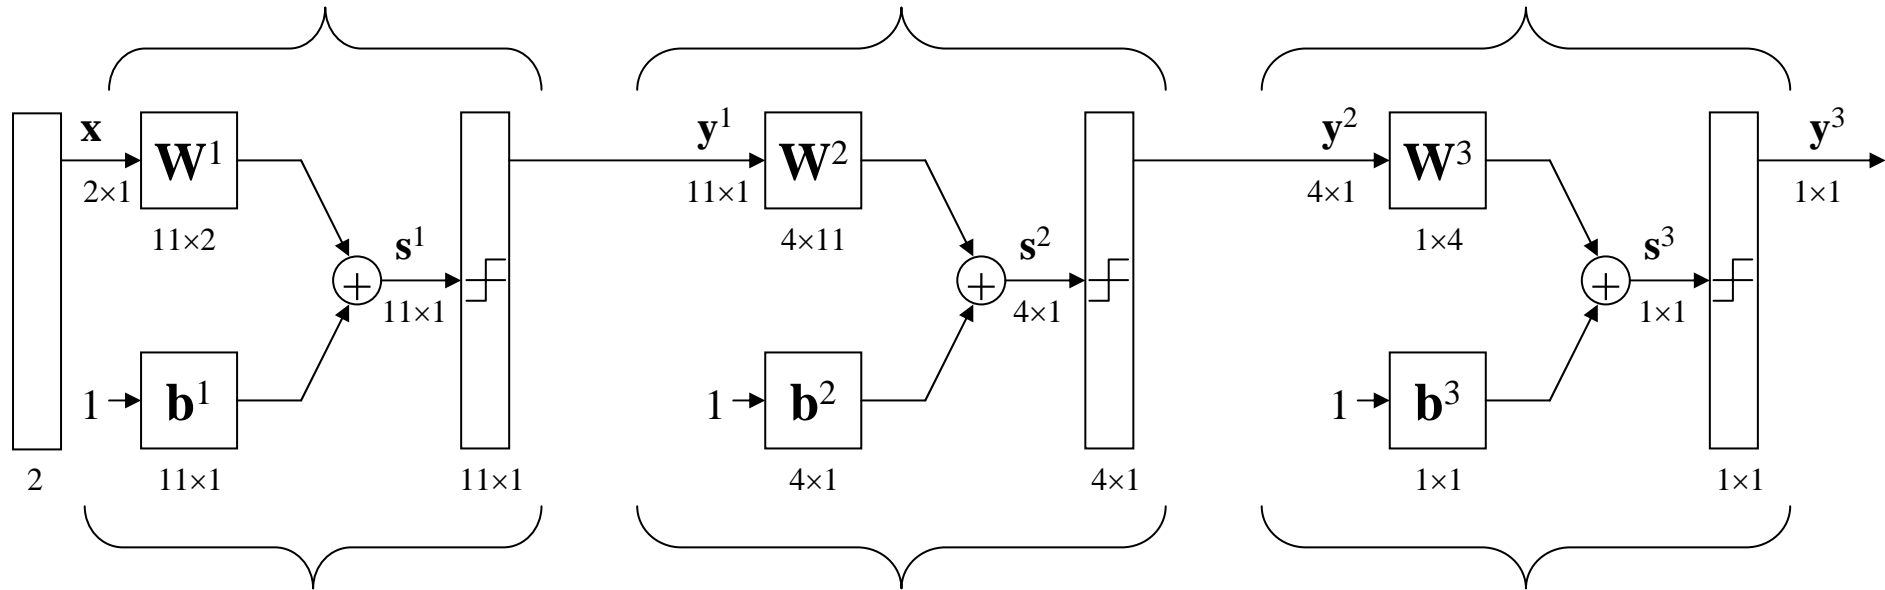 x y¹ y² y³
W¹ W² W³
2×1 11×1 4×1 1×1
11×2 4×11 1×4
s¹ s² s³
+ + +
11×1 4×1 1×1
1 b¹ 1 b² 1 b³
2 11×1 11×1 4×1 4×1 1×1 1×1